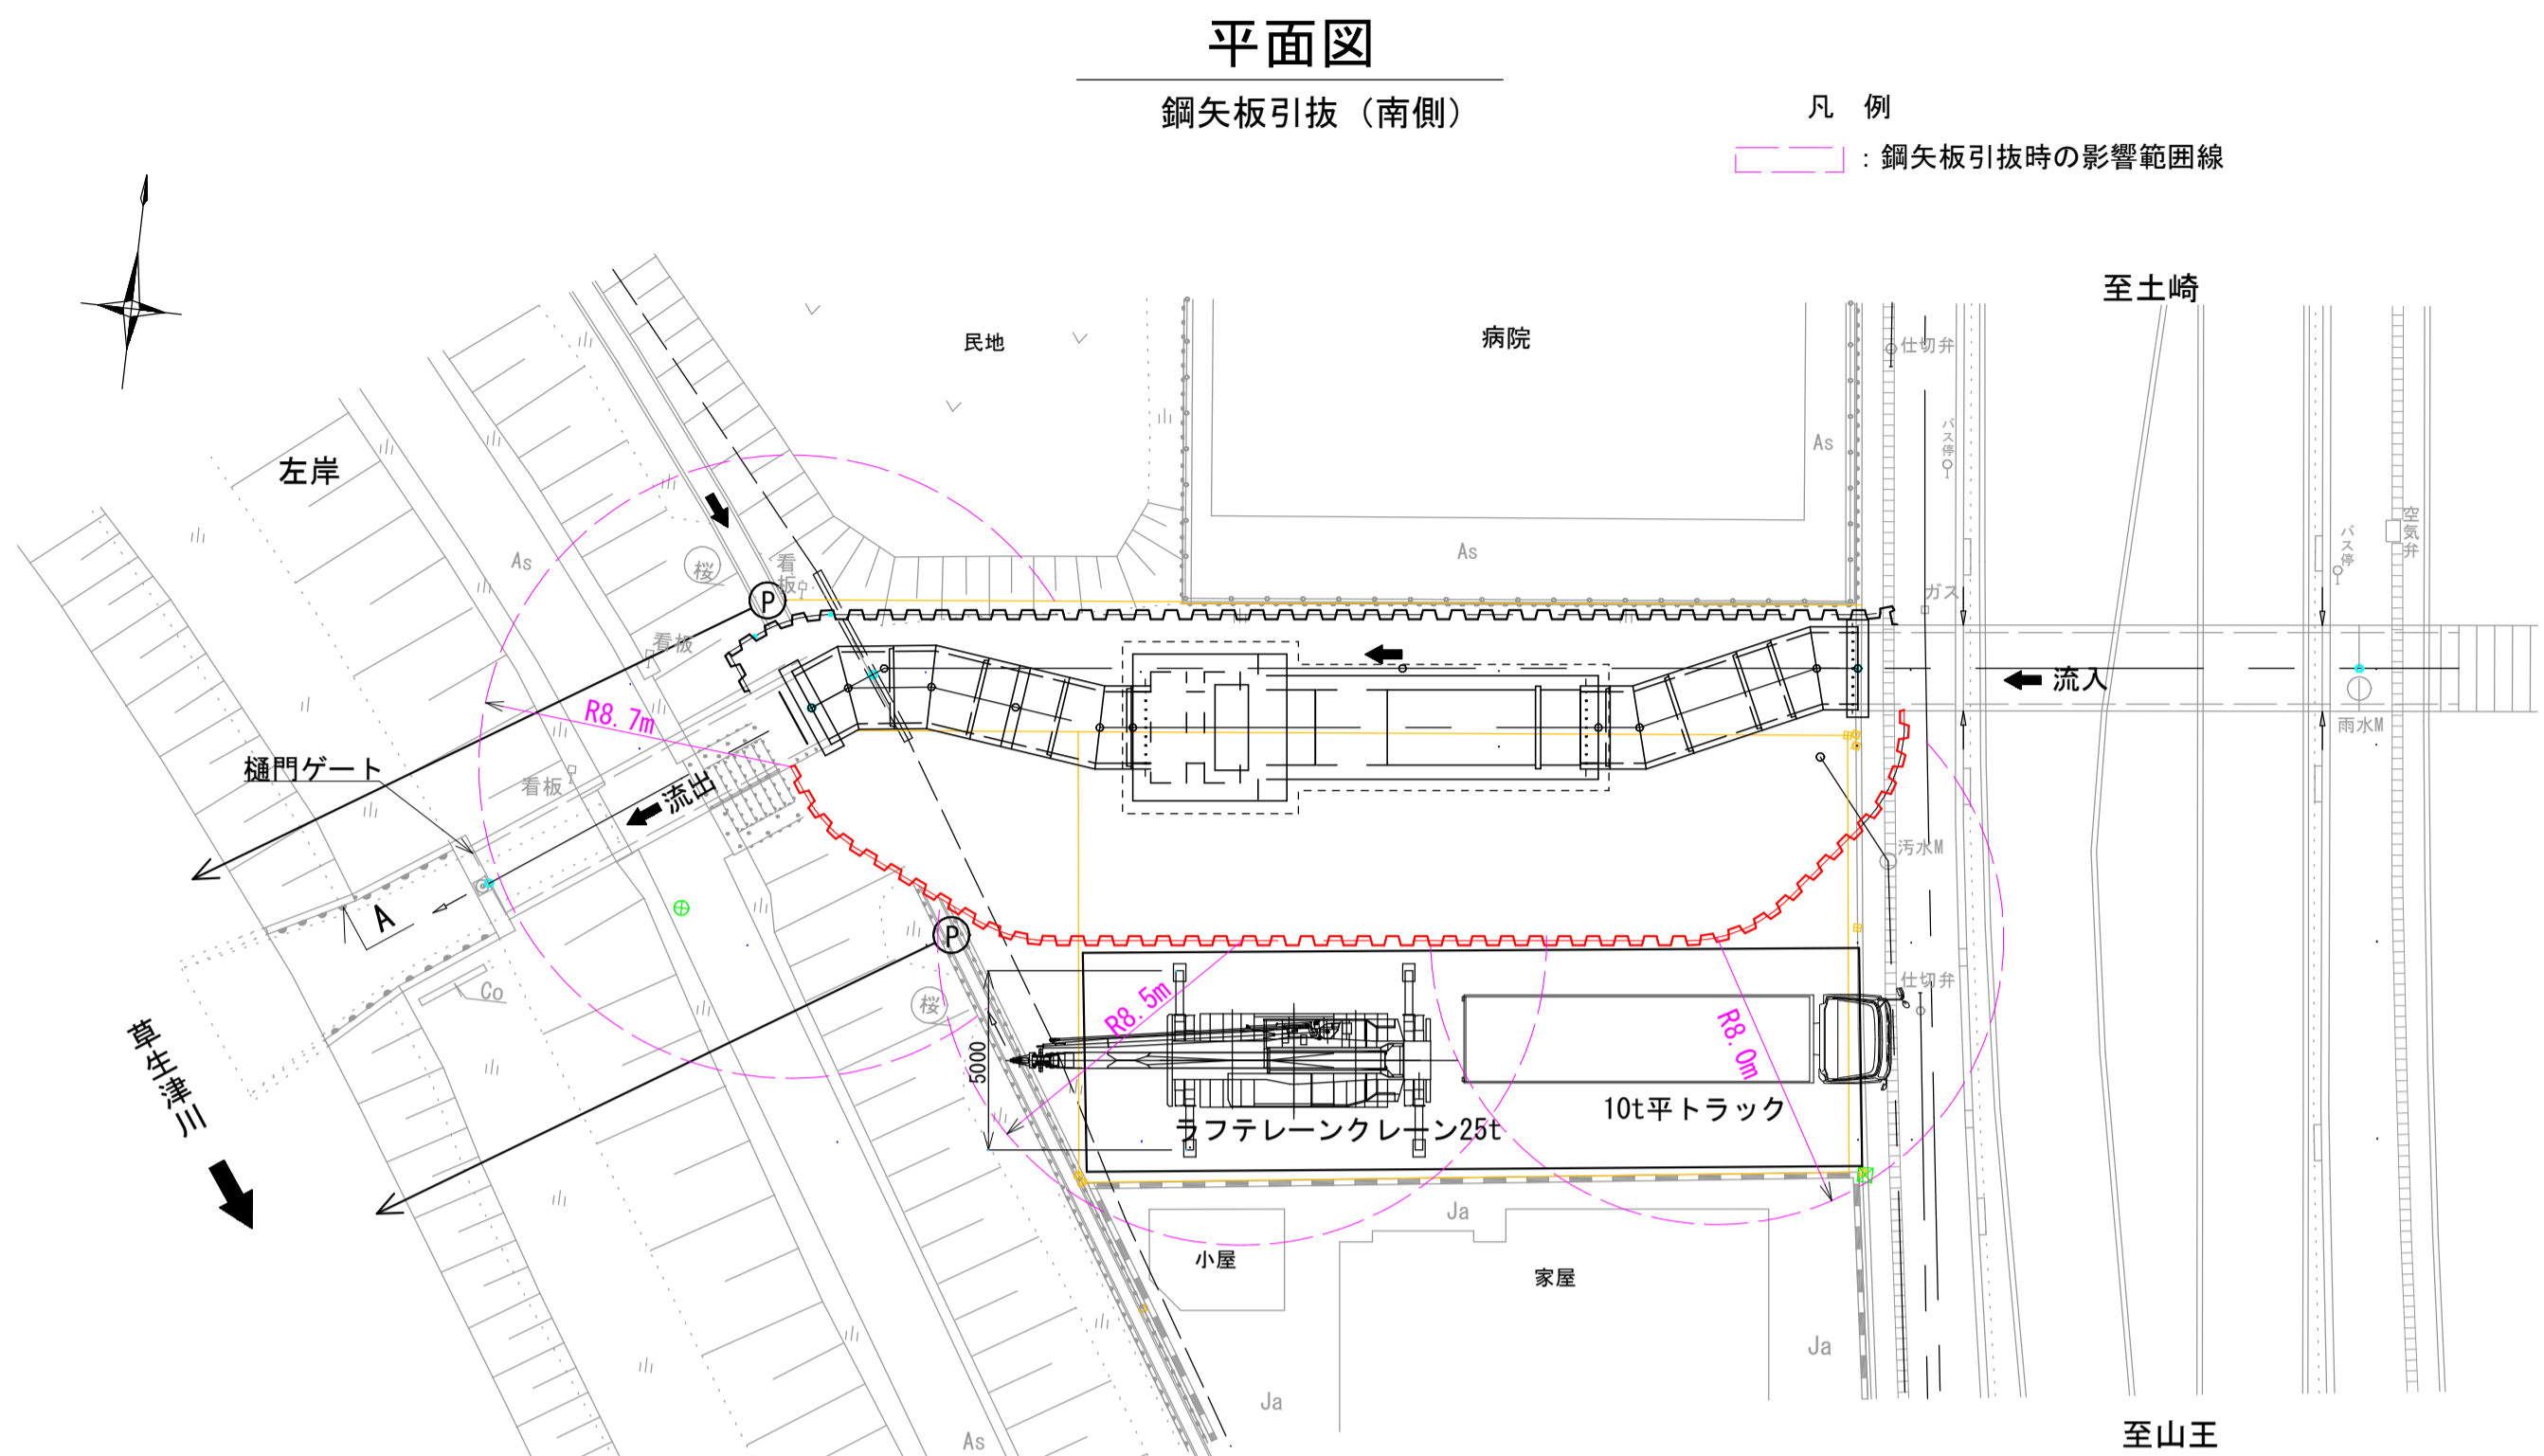 平面図
鋼矢板引抜（南側）
凡　例
：鋼矢板引抜時の影響範囲線
至土崎
民地
病院
仕切弁
バス停
As
左岸
空気弁
バス停
As
As
桜
看板
ガス
P
看板
流入
雨水M
R8.7m
樋門ゲート
看板
流出
汚水M
A
P
仕切弁
Co
桜
R8.5m
R8.0m
草生津川
5000
10t平トラック
ラフテレーンクレーン25t
Ja
小屋
家屋
Ja
Ja
As
至山王